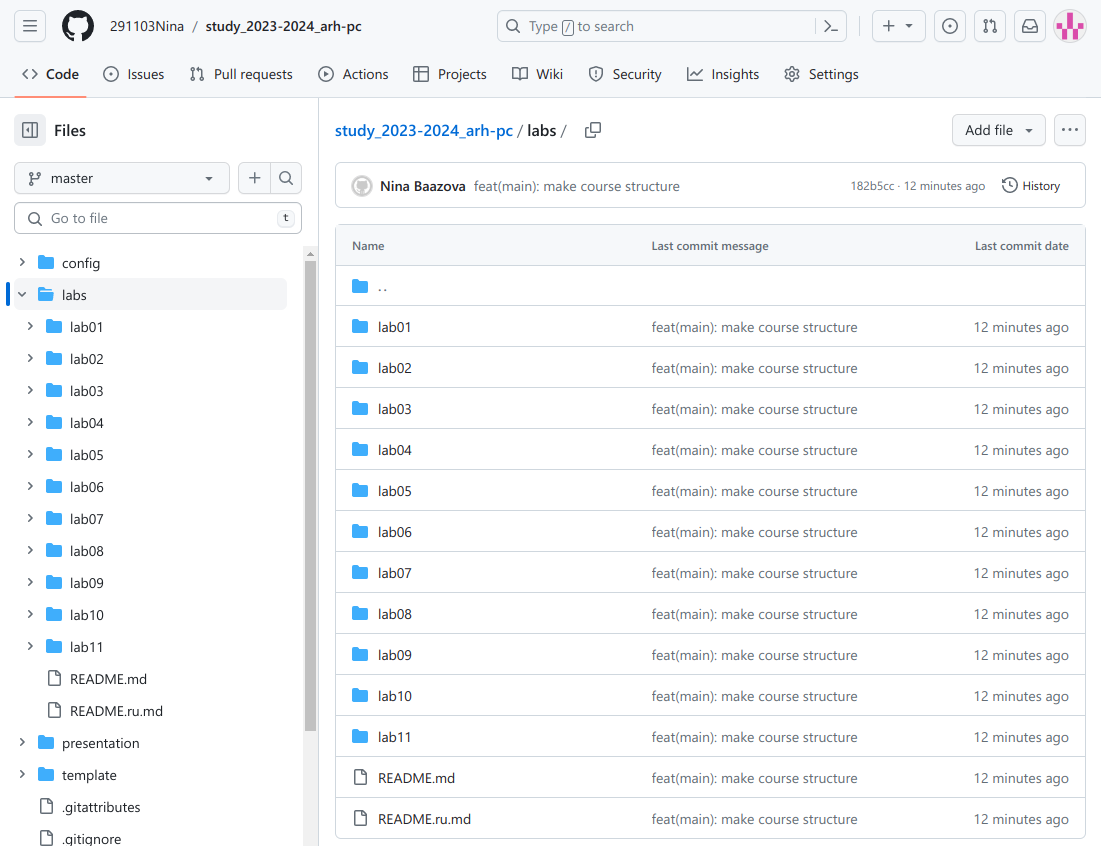 291103Nina / study_2023-2024_arh-pc
Type / to search
Code
Issues
Pull requests
Actions
Projects
Wiki
Security
Insights
Settings
Files
master
Go to file
t
config
labs
lab01
lab02
lab03
lab04
lab05
lab06
lab07
lab08
lab09
lab10
lab11
README.md
README.ru.md
presentation
template
.gitattributes
.gitignore
study_2023-2024_arh-pc / labs /
Add file
Nina Baazova feat(main): make course structure 182b5cc · 12 minutes ago History
Name Last commit message Last commit date
..
lab01 feat(main): make course structure 12 minutes ago
lab02 feat(main): make course structure 12 minutes ago
lab03 feat(main): make course structure 12 minutes ago
lab04 feat(main): make course structure 12 minutes ago
lab05 feat(main): make course structure 12 minutes ago
lab06 feat(main): make course structure 12 minutes ago
lab07 feat(main): make course structure 12 minutes ago
lab08 feat(main): make course structure 12 minutes ago
lab09 feat(main): make course structure 12 minutes ago
lab10 feat(main): make course structure 12 minutes ago
lab11 feat(main): make course structure 12 minutes ago
README.md feat(main): make course structure 12 minutes ago
README.ru.md feat(main): make course structure 12 minutes ago